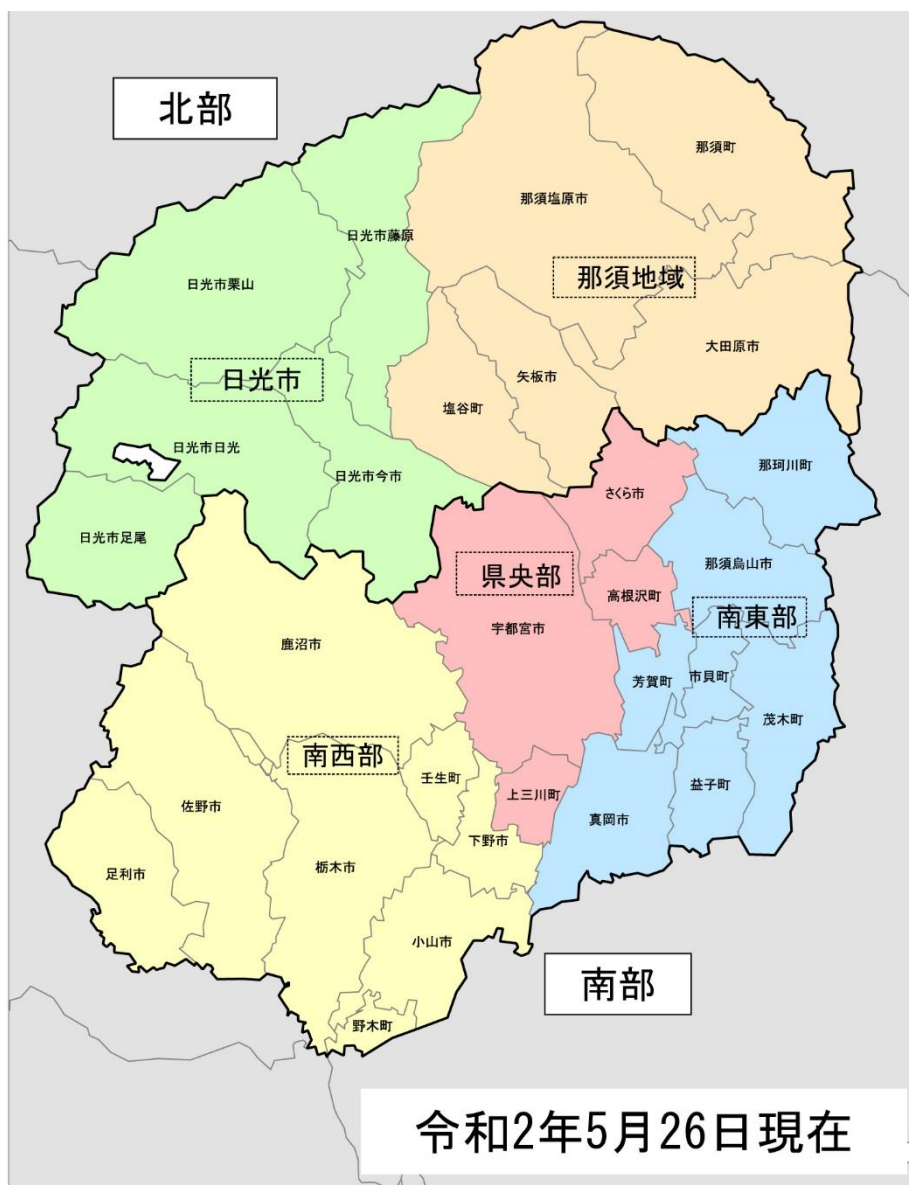 北部
那須町
那須塩原市
日光市藤原
日光市栗山
那須地域
大田原市
矢板市
日光市
塩谷町
日光市日光
日光市今市
那珂川町
さくら市
日光市足尾
那須烏山市
県央部
高根沢町
南東部
宇都宮市
鹿沼市
芳賀町
市貝町
茂木町
南西部
壬生町
益子町
上三川町
佐野市
真岡市
下野市
栃木市
足利市
小山市
南部
野木町
令和2年5月26日現在